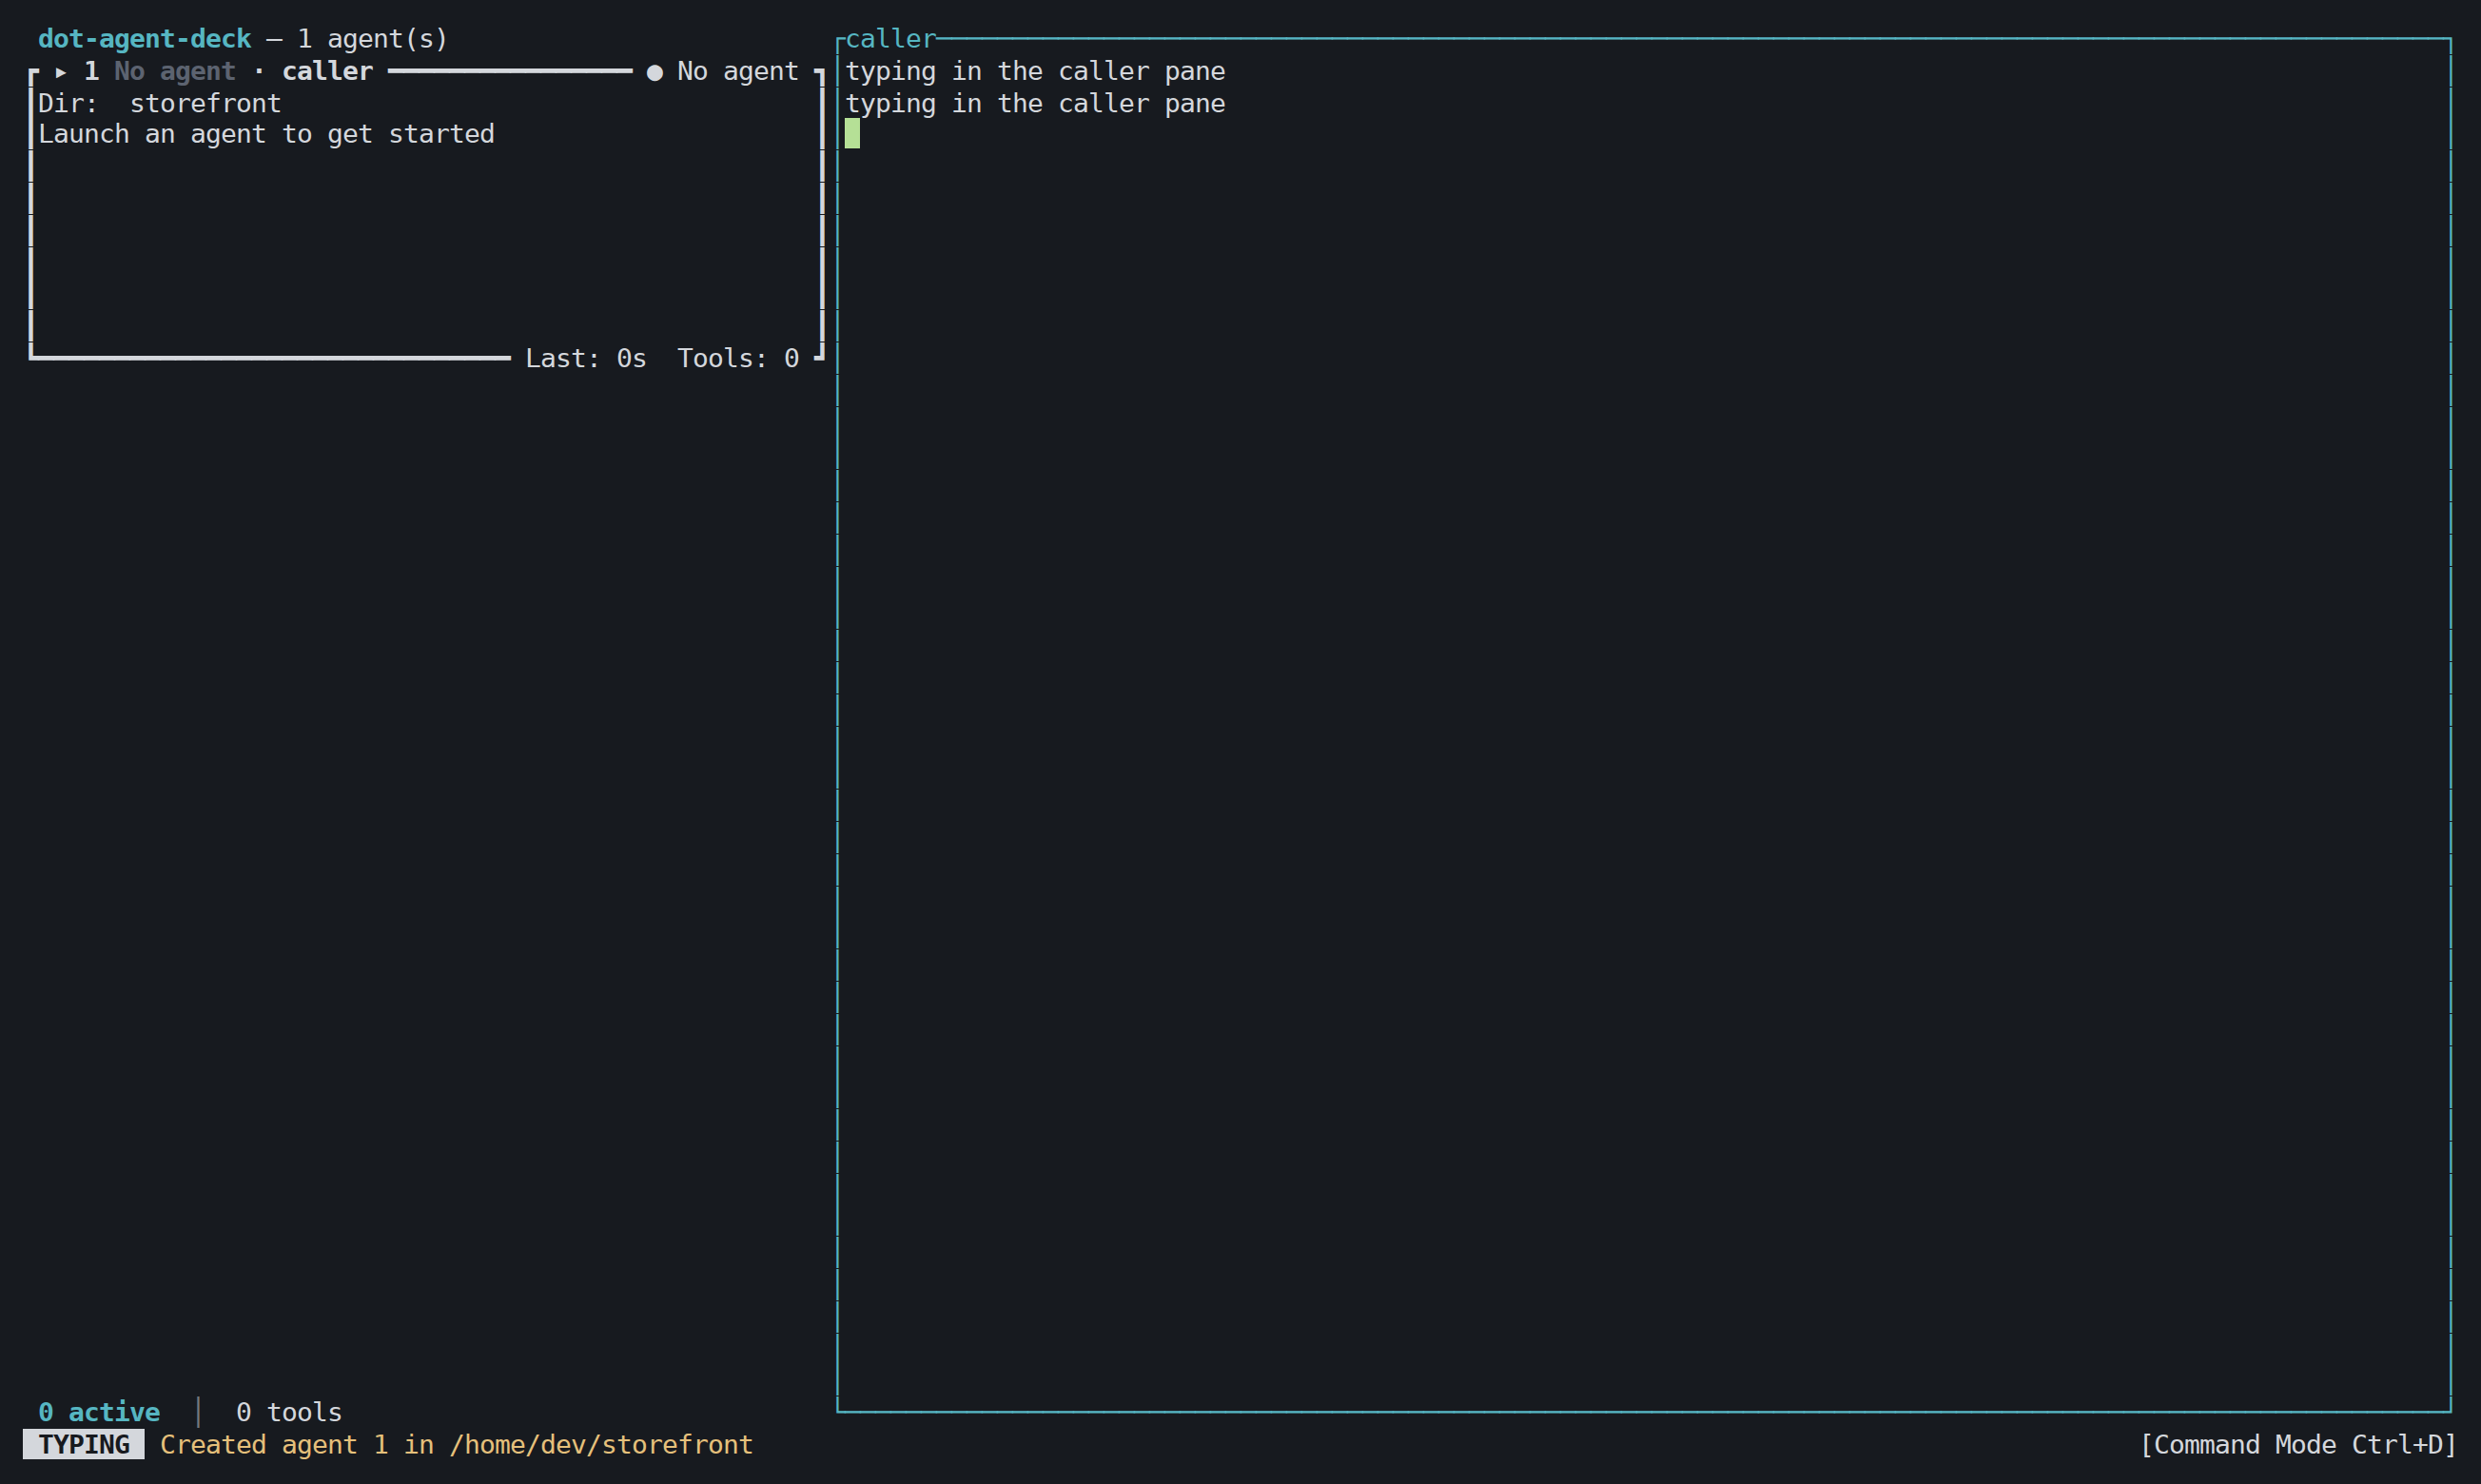 dot-agent-deck — 1 agent(s)
▸ 1 No agent · caller ● No agent
Dir: storefront
Launch an agent to get started
Last: 0s Tools: 0
caller
typing in the caller pane
typing in the caller pane
0 active │ 0 tools
TYPING Created agent 1 in /home/dev/storefront [Command Mode Ctrl+D]